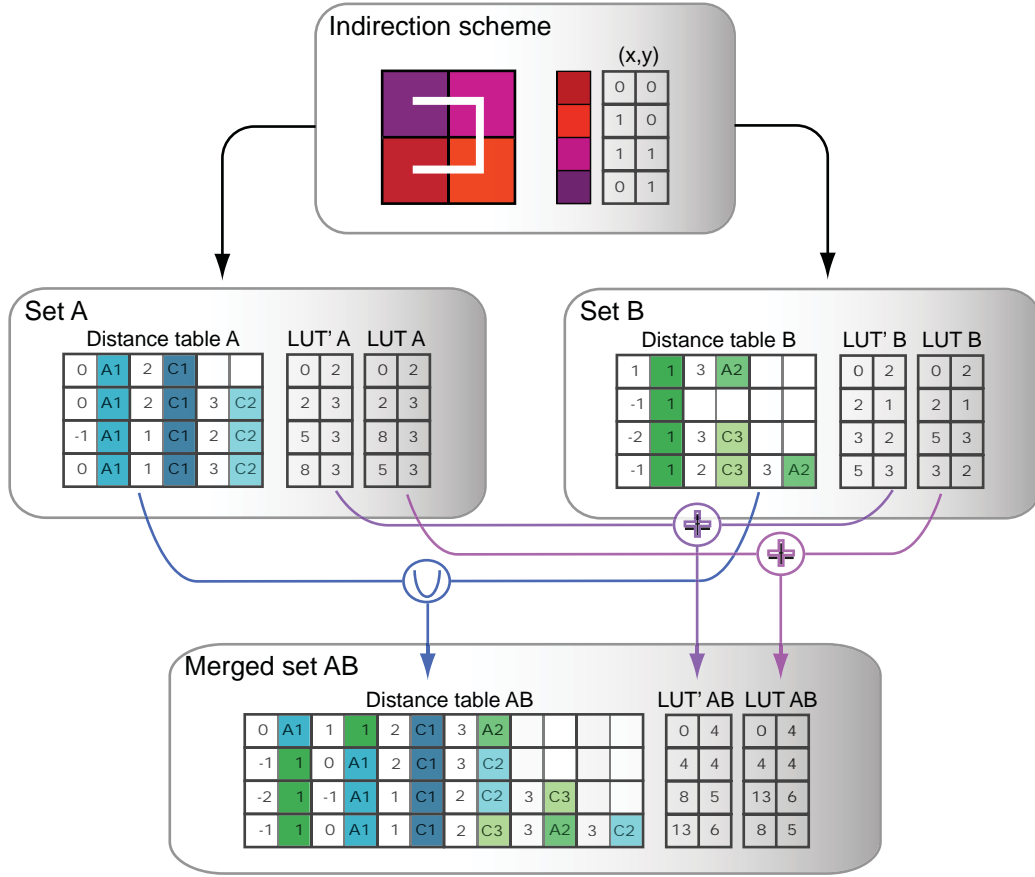 Indirection scheme
(x,y)
0 0
1 0
1 1
0 1
Set A
Distance table A LUT' A LUT A
0 A1 2 C1 0 2 0 2
0 A1 2 C1 3 C2 2 3 2 3
-1 A1 1 C1 2 C2 5 3 8 3
0 A1 1 C1 3 C2 8 3 5 3
Set B
Distance table B LUT' B LUT B
1 1 3 A2 0 2 0 2
-1 1 2 1 2 1
-2 1 3 C3 3 2 5 3
-1 1 2 C3 3 A2 5 3 3 2
Merged set AB
Distance table AB LUT' AB LUT AB
0 A1 1 1 2 C1 3 A2 0 4 0 4
-1 1 0 A1 2 C1 3 C2 4 4 4 4
-2 1 -1 A1 1 C1 2 C2 3 C3 8 5 13 6
-1 1 0 A1 1 C1 2 C3 3 A2 3 C2 13 6 8 5